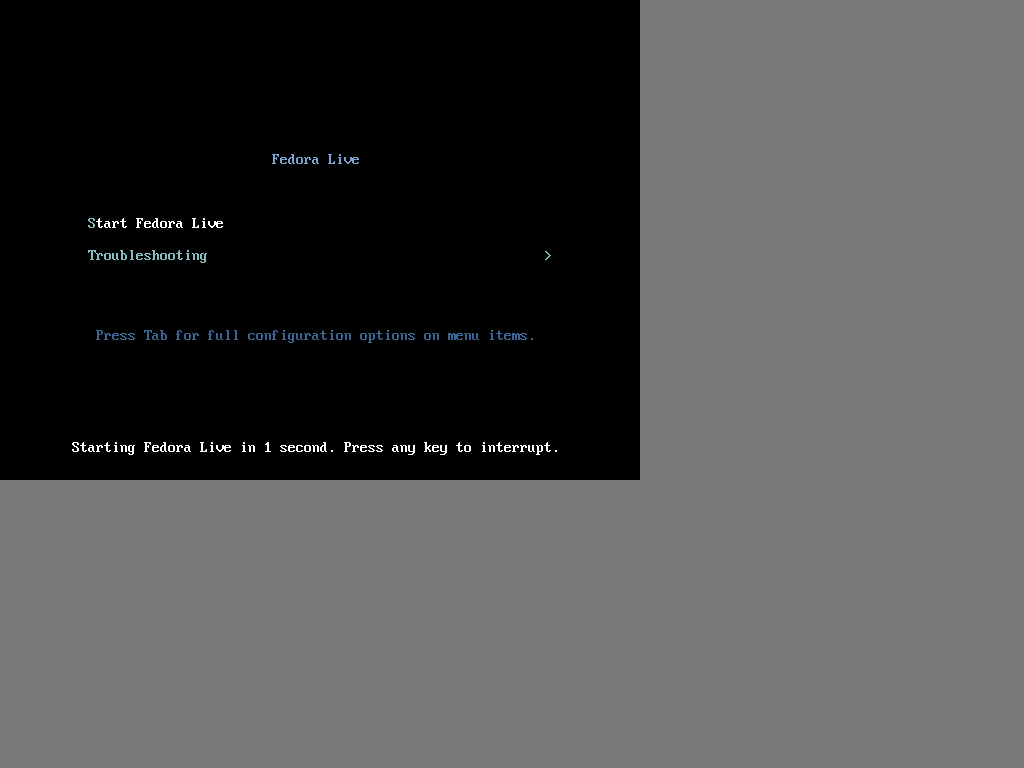 Fedora Live
Start Fedora Live
Troubleshooting >
Press Tab for full configuration options on menu items.
Starting Fedora Live in 1 second. Press any key to interrupt.